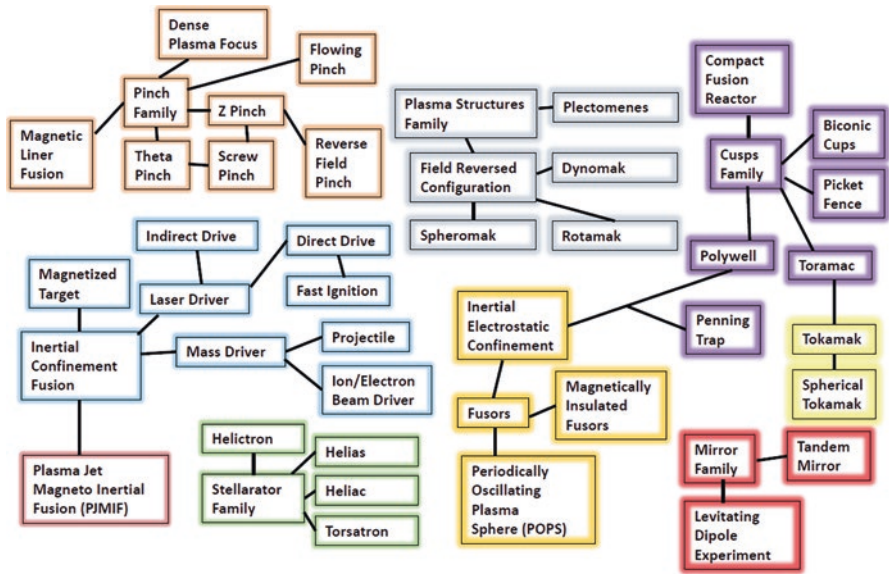 Dense
Plasma Focus
Flowing
Pinch
Pinch
Family
Z Pinch
Magnetic
Liner
Fusion
Theta
Pinch
Screw
Pinch
Reverse
Field
Pinch
Plasma Structures
Family
Plectomenes
Field Reversed
Configuration
Dynomak
Spheromak
Rotamak
Compact
Fusion
Reactor
Cusps
Family
Biconic
Cups
Picket
Fence
Polywell
Toramac
Penning
Trap
Tokamak
Spherical
Tokamak
Indirect Drive
Direct Drive
Magnetized
Target
Laser Driver
Fast Ignition
Inertial
Confinement
Fusion
Mass Driver
Projectile
Ion/Electron
Beam Driver
Plasma Jet
Magneto Inertial
Fusion (PJMIF)
Helictron
Stellarator
Family
Helias
Heliac
Torsatron
Inertial
Electrostatic
Confinement
Fusors
Magnetically
Insulated
Fusors
Periodically
Oscillating
Plasma
Sphere (POPS)
Mirror
Family
Tandem
Mirror
Levitating
Dipole
Experiment